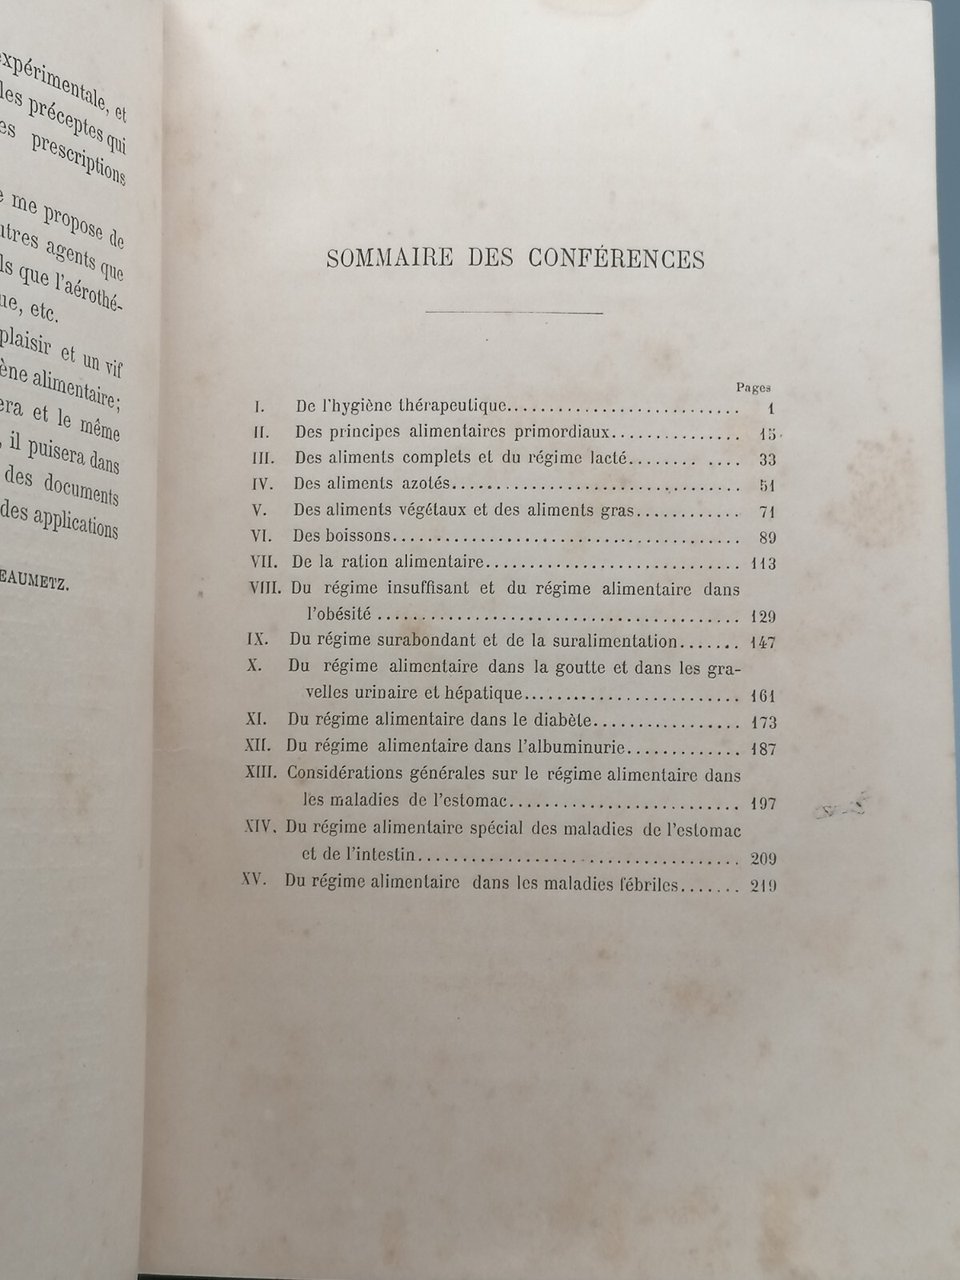 expérimentale, et
les préceptes qui
es prescriptions
e me propose de
utres agents que
ls que l'aérothé-
ue, etc.
plaisir et un vif
ène alimentaire;
era et le même
, il puisera dans
des documents
des applications
EAUMETZ.
SOMMAIRE DES CONFÉRENCES
Pages
I. De l'hygiène thérapeutique.......................... 1
II. Des principes alimentaires primordiaux............... 15
III. Des aliments complets et du régime lacté........ .... 33
IV. Des aliments azotés................................. 51
V. Des aliments végétaux et des aliments gras............ 71
VI. Des boissons........................................ 89
VII. De la ration alimentaire............................ 113
VIII. Du régime insuffisant et du régime alimentaire dans
l'obésité ........................................ 129
IX. Du régime surabondant et de la suralimentation....... 147
X. Du régime alimentaire dans la goutte et dans les gra-
velles urinaire et hépatique........................ 161
XI. Du régime alimentaire dans le diabète................ 173
XII. Du régime alimentaire dans l'albuminurie............. 187
XIII. Considérations générales sur le régime alimentaire dans
les maladies de l'estomac.......................... 197
XIV. Du régime alimentaire spécial des maladies de l'estomac
et de l'intestin.................................... 209
XV. Du régime alimentaire dans les maladies fébriles....... 219